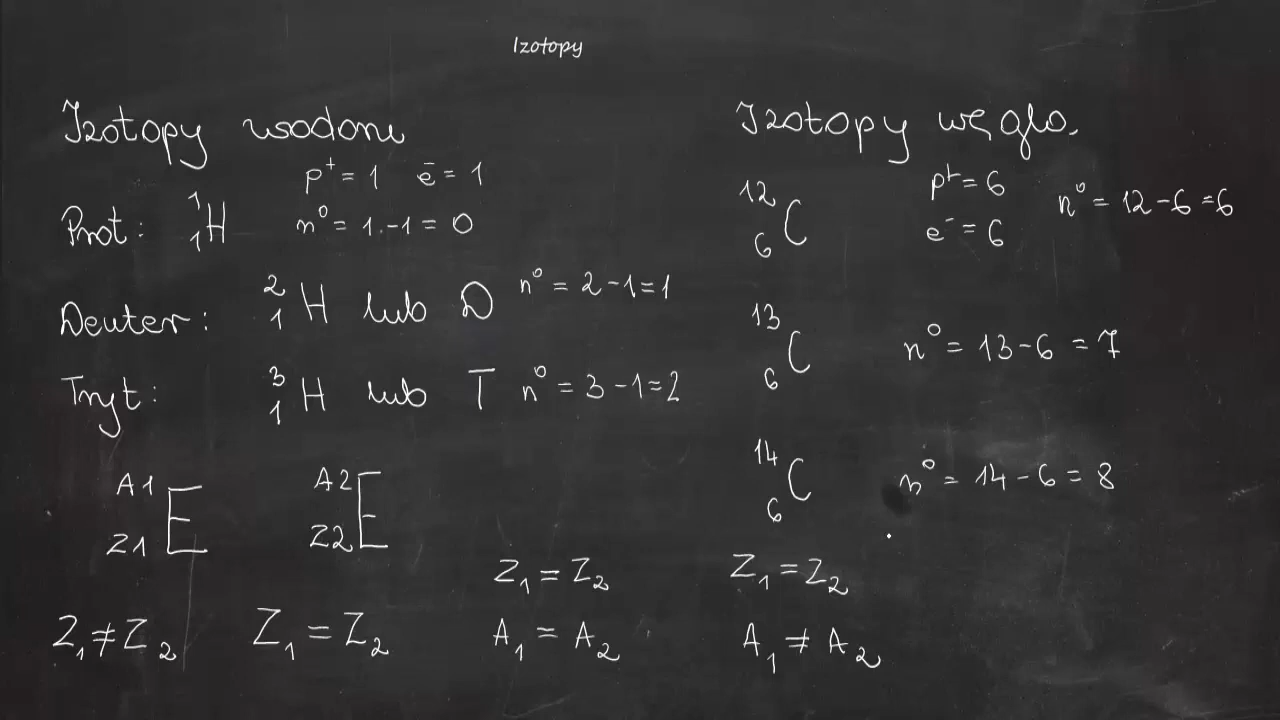 Izotopy
Izotopy wodoru
p⁺ = 1 e⁻ = 1
Prot: ¹₁H n⁰ = 1 - 1 = 0
Deuter: ²₁H lub D n⁰ = 2 - 1 = 1
Tryt: ³₁H lub T n⁰ = 3 - 1 = 2
A1 Z1 E A2 Z2 E
Z₁ ≠ Z₂ Z₁ = Z₂
Z₁ = Z₂
A₁ = A₂
Izotopy węgla
¹²₆C p⁺ = 6 n⁰ = 12 - 6 = 6
e⁻ = 6
¹³₆C n⁰ = 13 - 6 = 7
¹⁴₆C n⁰ = 14 - 6 = 8
Z₁ = Z₂
A₁ ≠ A₂